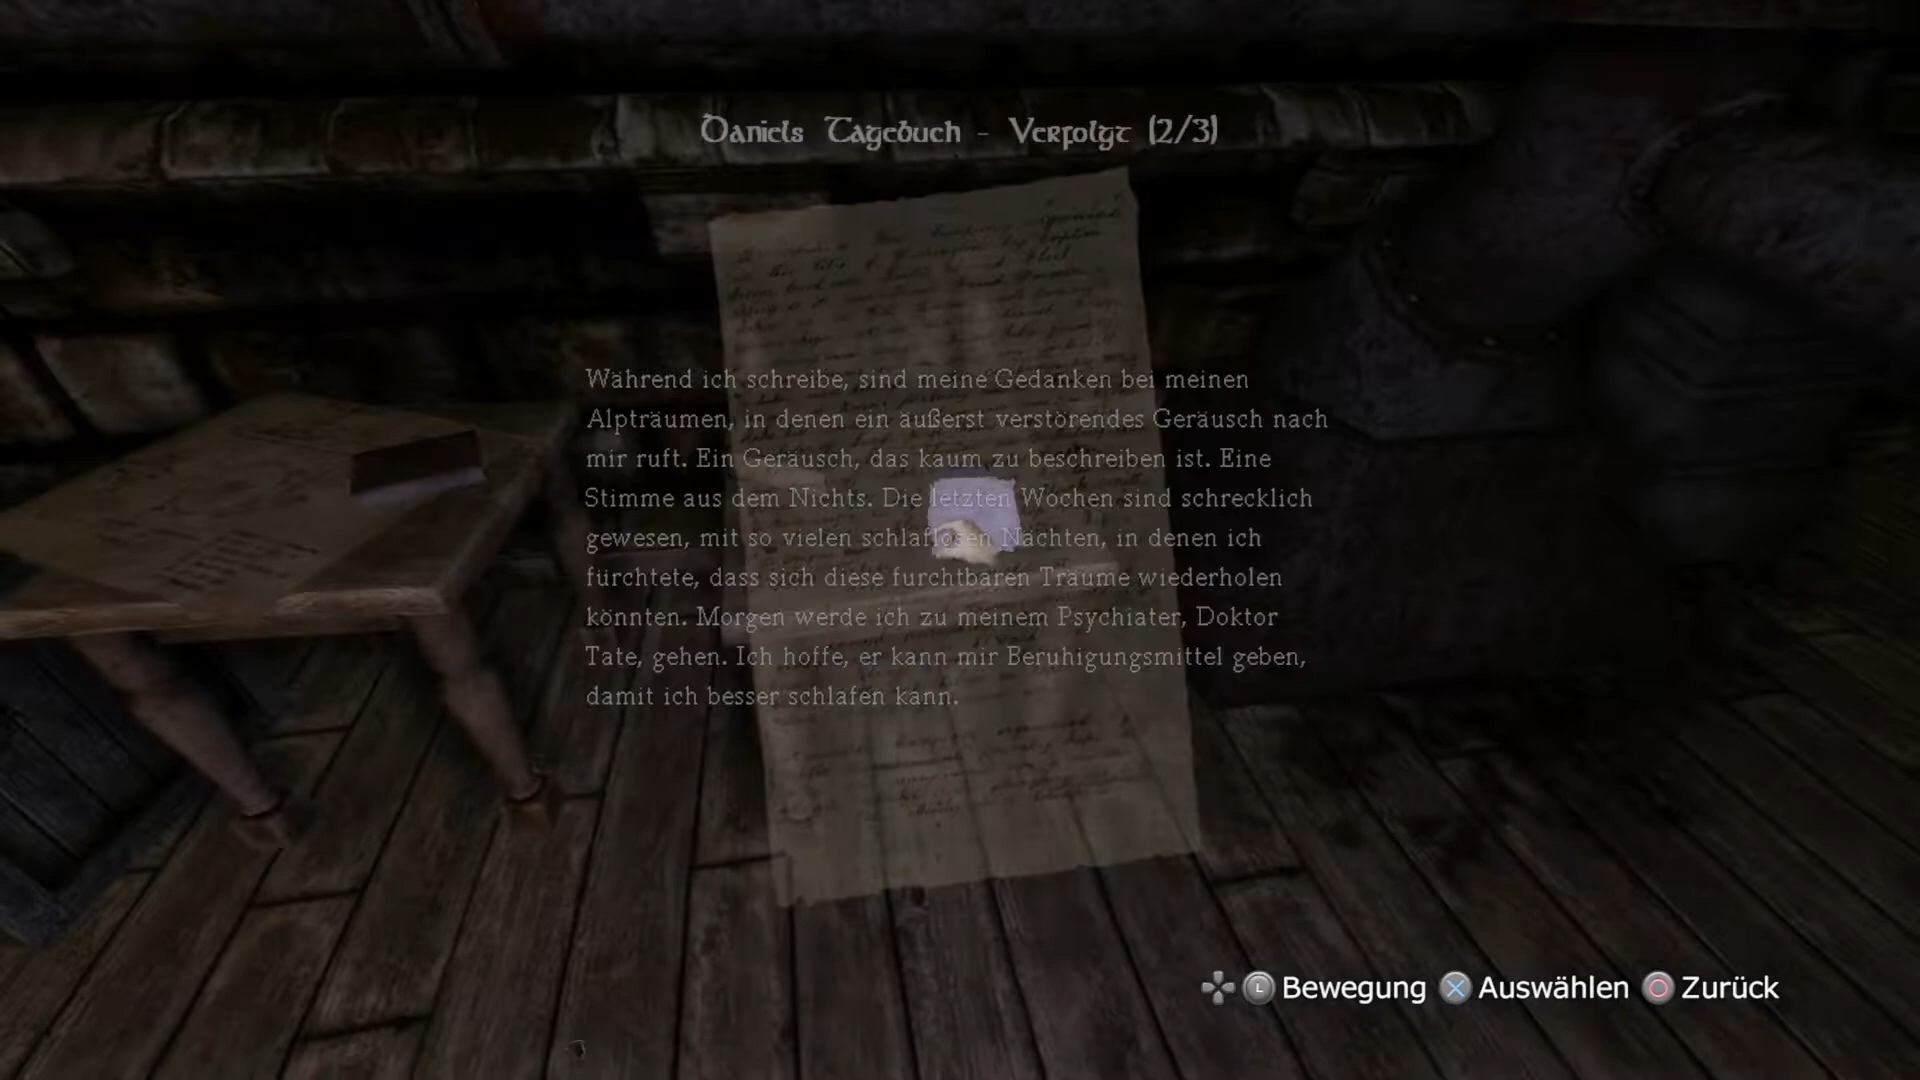 Daniels Tagebuch - Verfolgt (2/3)
Während ich schreibe, sind meine Gedanken bei meinen
Alpträumen, in denen ein äußerst verstörendes Geräusch nach
mir ruft. Ein Geräusch, das kaum zu beschreiben ist. Eine
Stimme aus dem Nichts. Die letzten Wochen sind schrecklich
gewesen, mit so vielen schlaflosen Nächten, in denen ich
fürchtete, dass sich diese furchtbaren Träume wiederholen
könnten. Morgen werde ich zu meinem Psychiater, Doktor
Tate, gehen. Ich hoffe, er kann mir Beruhigungsmittel geben,
damit ich besser schlafen kann.
L Bewegung Auswählen Zurück